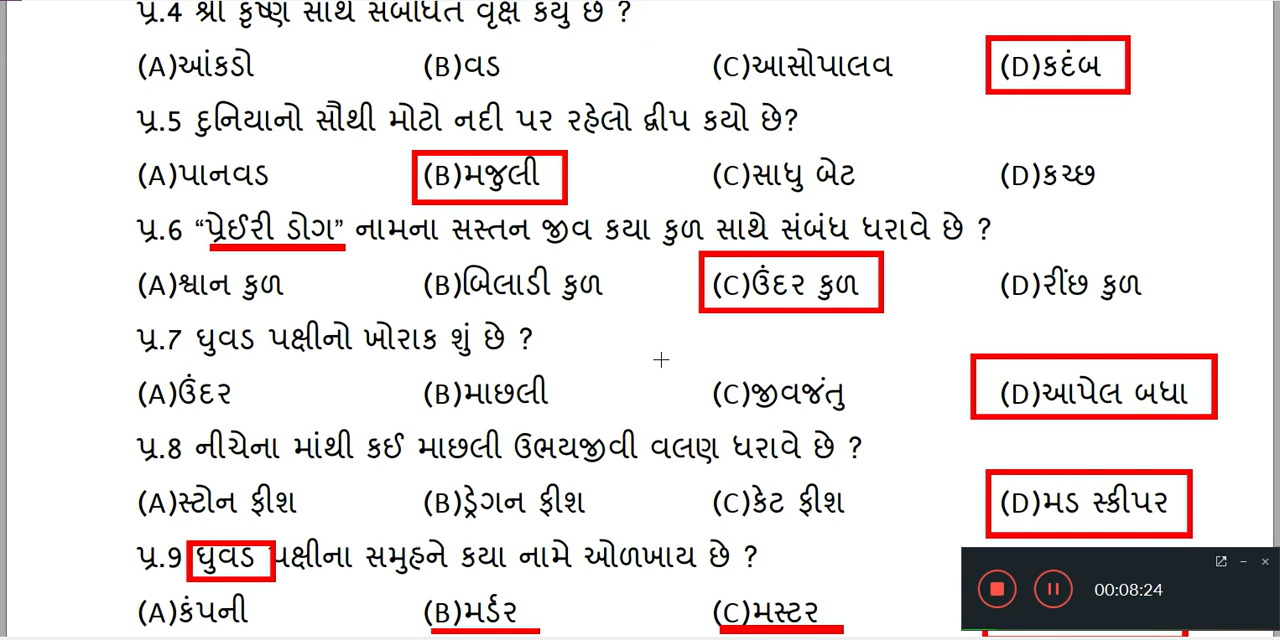 પ્ર.4 શ્રી કૃષ્ણ સાથે સંબંધિત વૃક્ષ કયું છે ?
(A)આંકડો (B)વડ (C)આસોપાલવ (D)કદંબ
પ્ર.5 દુનિયાનો સૌથી મોટો નદી પર રહેલો દ્વીપ કયો છે?
(A)પાનવડ (B)મજુલી (C)સાધુ બેટ (D)કચ્છ
પ્ર.6 “પ્રેઈરી ડોગ” નામના સસ્તન જીવ કયા કુળ સાથે સંબંધ ધરાવે છે ?
(A)શ્વાન કુળ (B)બિલાડી કુળ (C)ઉંદર કુળ (D)રીંછ કુળ
પ્ર.7 ઘુવડ પક્ષીનો ખોરાક શું છે ?
(A)ઉંદર (B)માછલી (C)જીવજંતુ (D)આપેલ બધા
પ્ર.8 નીચેના માંથી કઈ માછલી ઉભયજીવી વલણ ધરાવે છે ?
(A)સ્ટોન ફીશ (B)ડ્રેગન ફીશ (C)કેટ ફીશ (D)મડ સ્કીપર
પ્ર.9 ઘુવડ પક્ષીના સમુહને કયા નામે ઓળખાય છે ?
(A)કંપની (B)મર્ડર (C)મસ્ટર
00:08:24